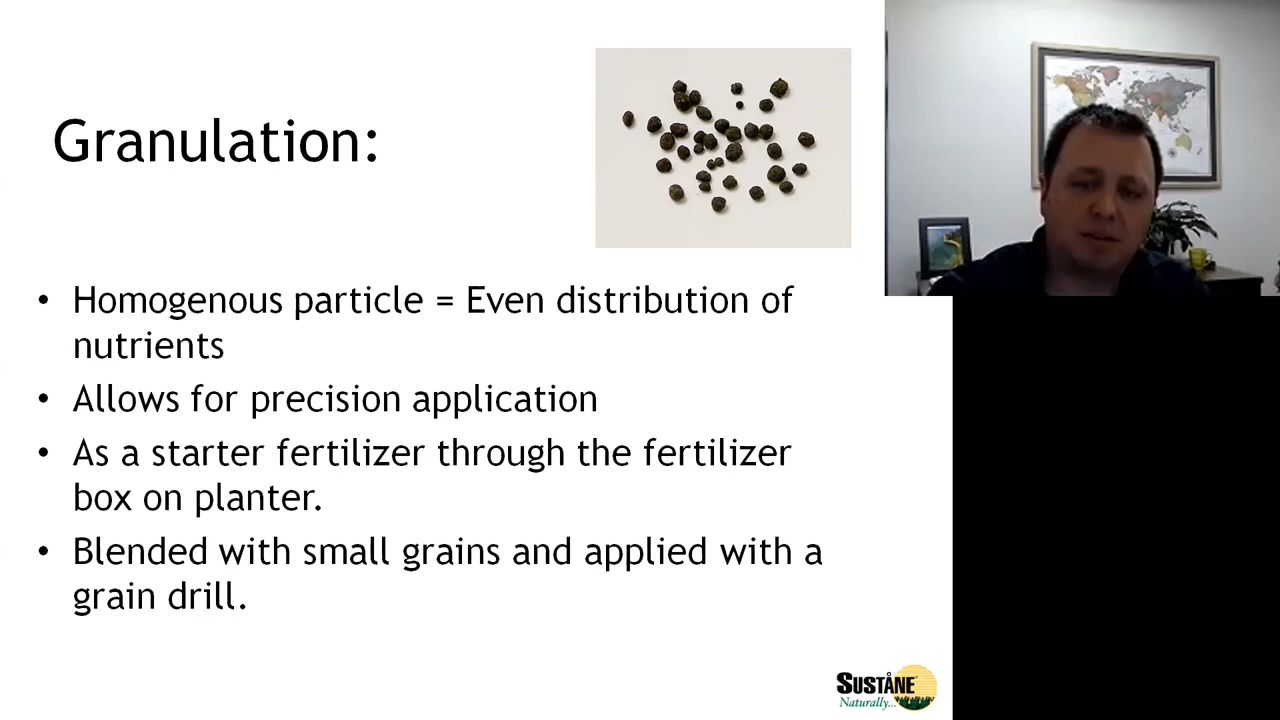 Granulation:
• Homogenous particle = Even distribution of
nutrients
• Allows for precision application
• As a starter fertilizer through the fertilizer
box on planter.
• Blended with small grains and applied with a
grain drill.
SUSTÅNE
Naturally...